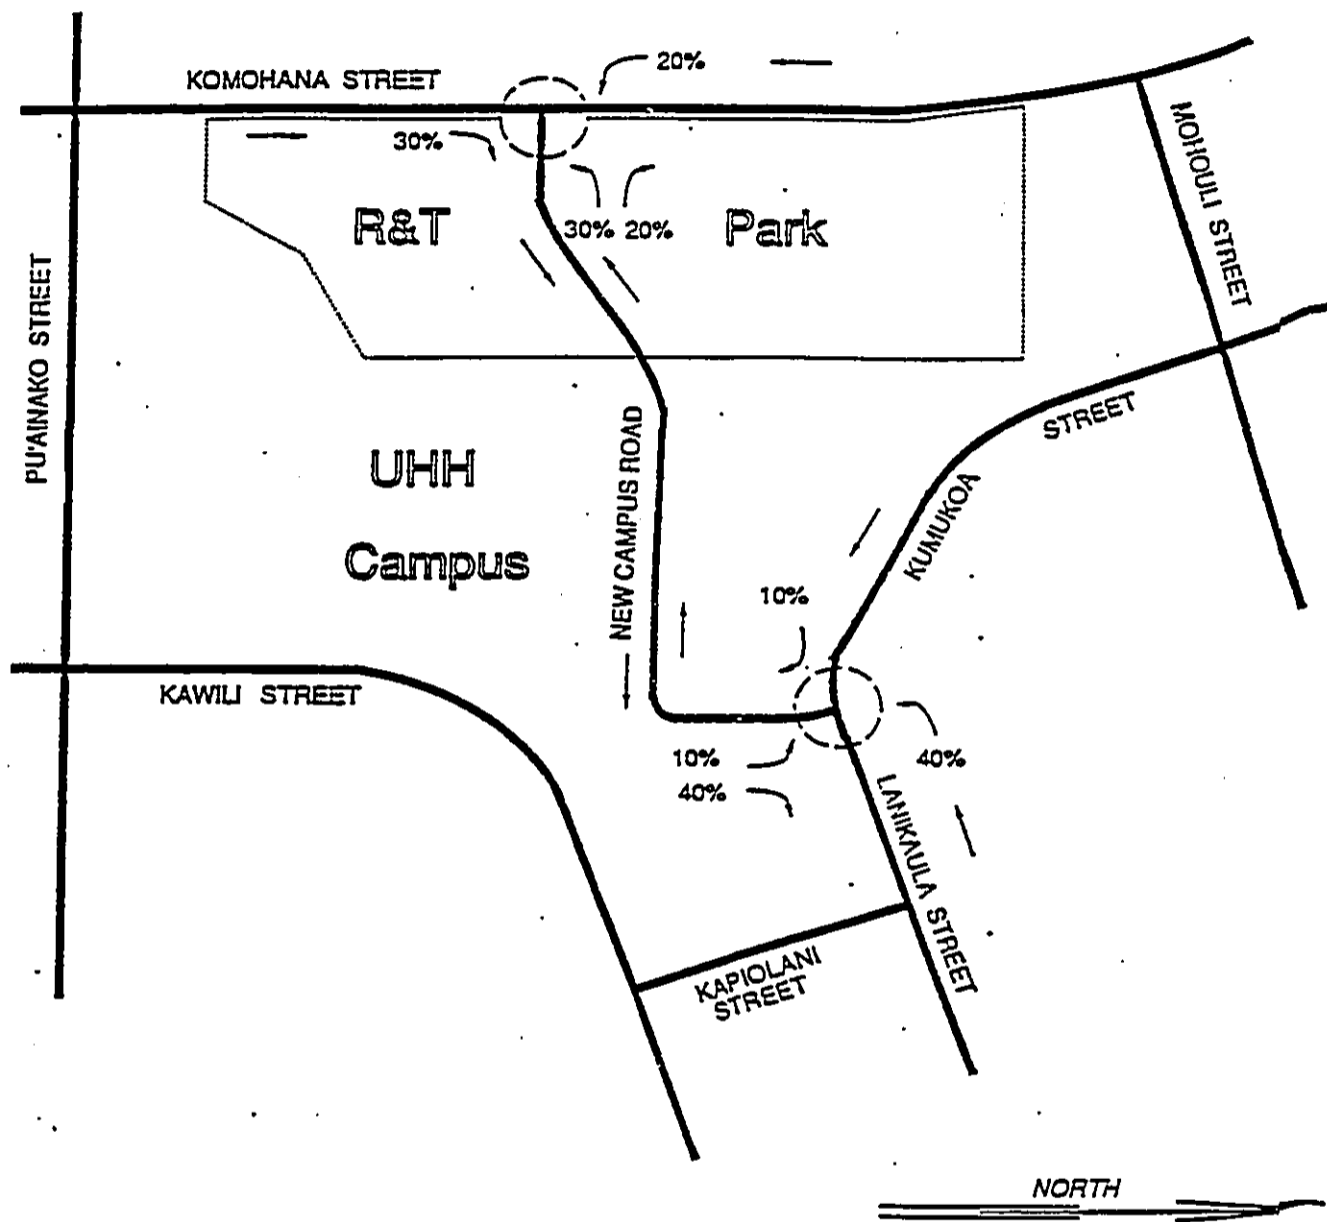 KOMOHANA STREET
20%
30%
30% 20%
R&T Park
MOHOULI STREET
PU'AINAKO STREET
STREET
KUMUKOA
UHH
Campus
NEW CAMPUS ROAD
10%
KAWILI STREET
10%
40%
40%
LANIKAULA STREET
KAPIOLANI
STREET
NORTH